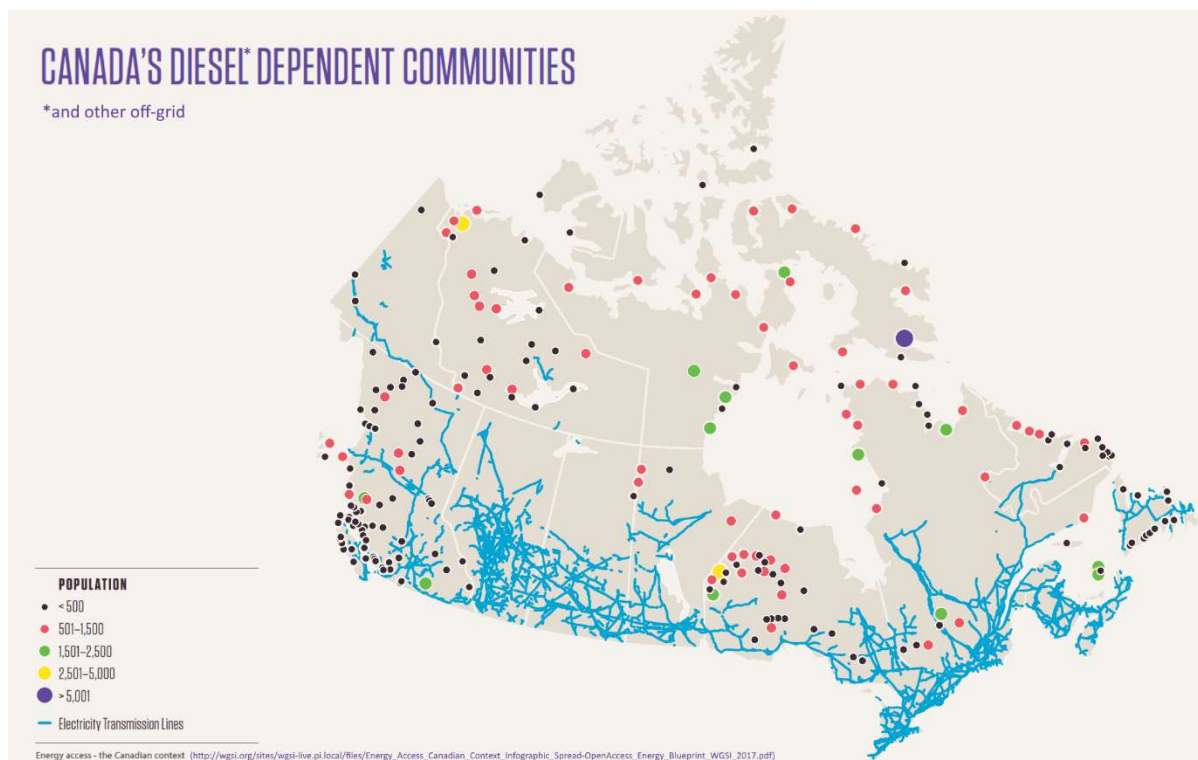 CANADA'S DIESEL* DEPENDENT COMMUNITIES
*and other off-grid
POPULATION
< 500
501–1,500
1,501–2,500
2,501–5,000
> 5,001
Electricity Transmission Lines
Energy access - the Canadian context (http://wgsi.org/sites/wgsi-live.pi.local/files/Energy_Access_Canadian_Context_Infographic_Spread-OpenAccess_Energy_Blueprint_WGSI_2017.pdf)